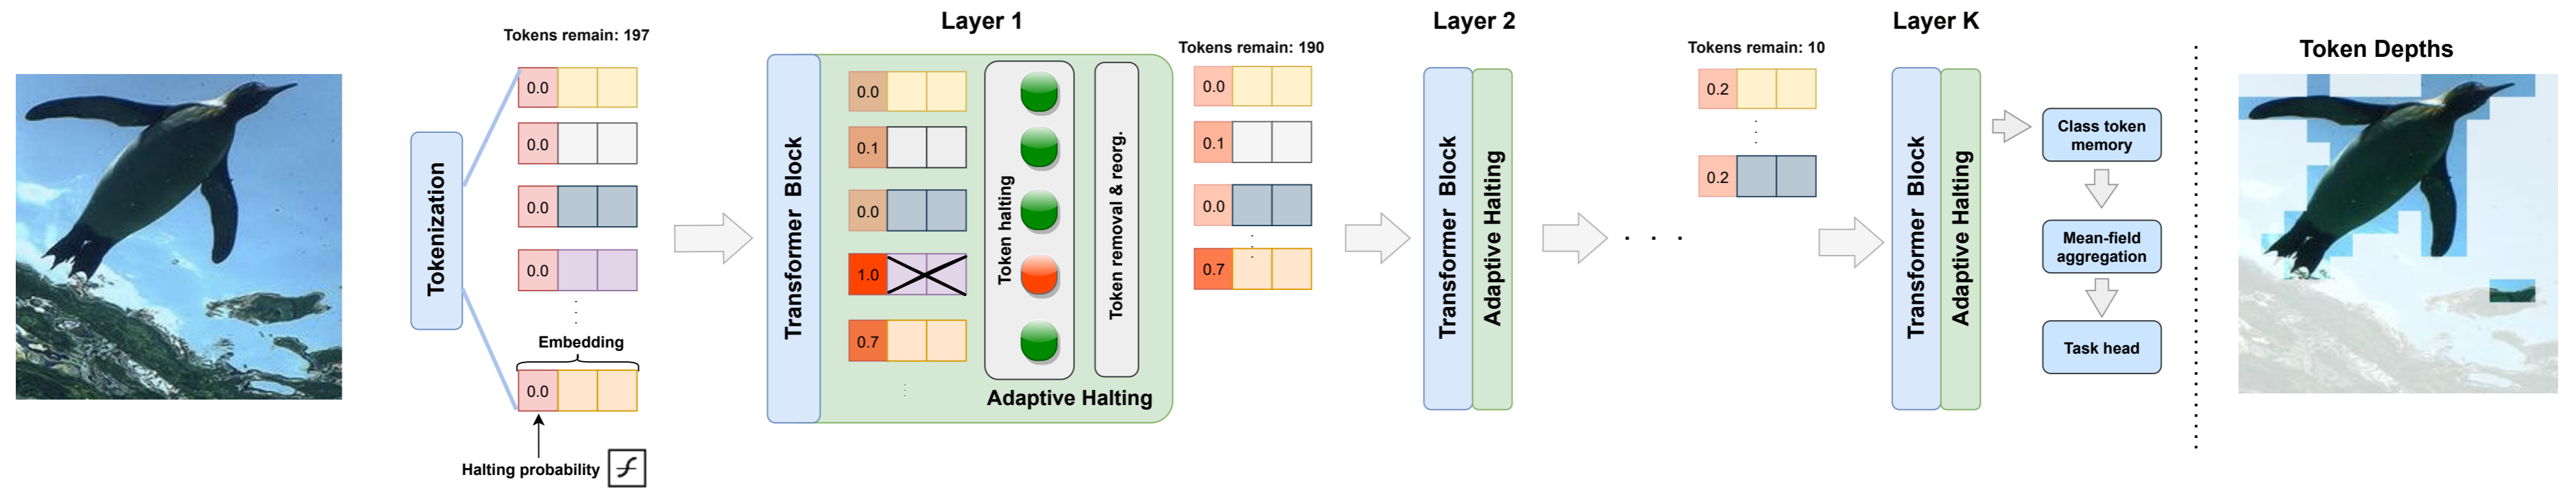 Tokenization
Tokens remain: 197
0.0
0.0
0.0
0.0
Embedding
0.0
Halting probability
f
Layer 1
Transformer Block
0.0
0.1
0.0
1.0
0.7
Token halting
Token removal & reorg.
Adaptive Halting
Tokens remain: 190
0.0
0.1
0.0
0.7
Layer 2
Transformer Block
Adaptive Halting
Tokens remain: 10
0.2
0.2
Layer K
Transformer Block
Adaptive Halting
Class token
memory
Mean-field
aggregation
Task head
Token Depths